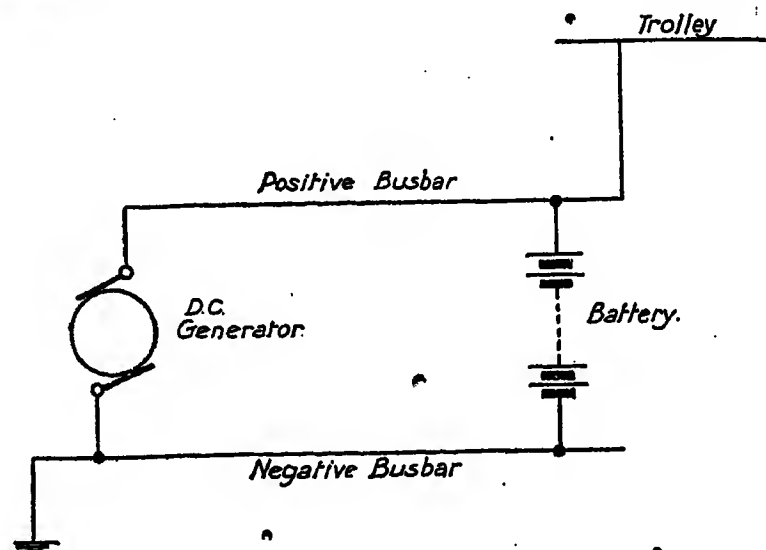 Trolley
Positive Busbar
D.C.
Generator.
Battery.
Negative Busbar